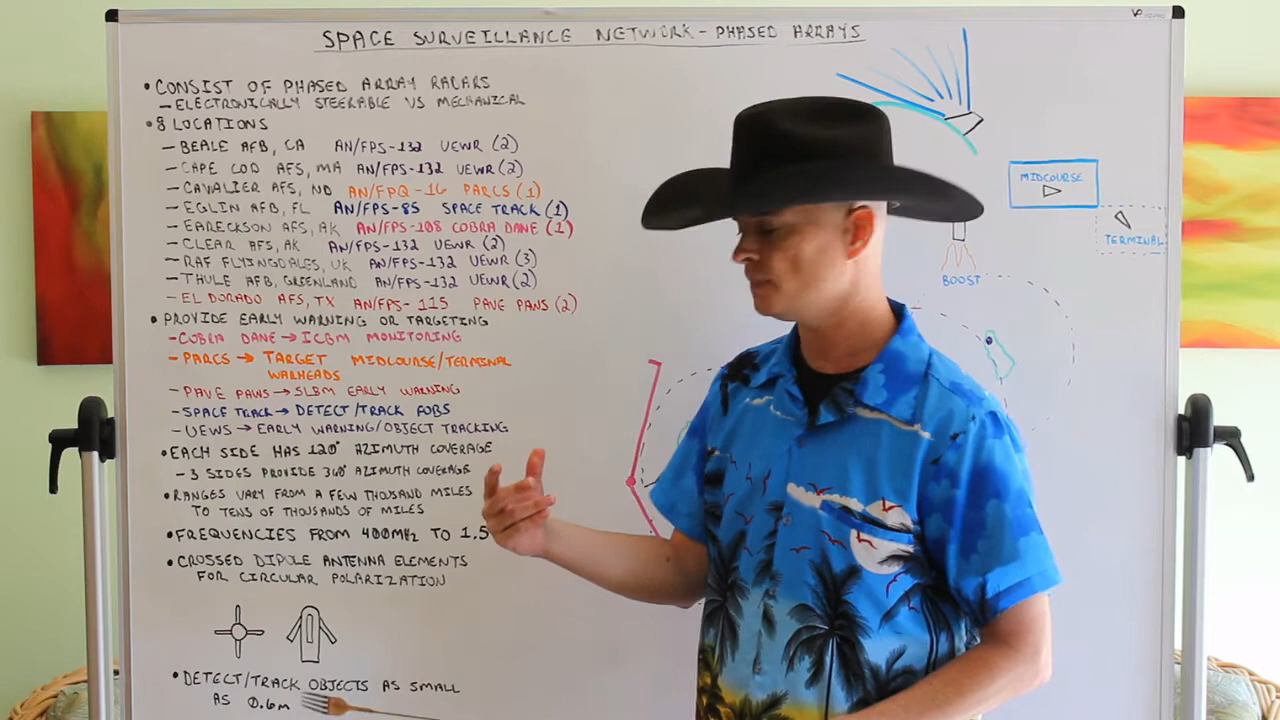 SPACE SURVEILLANCE NETWORK - PHASED ARRAYS
• CONSIST OF PHASED ARRAY RADARS
- ELECTRONICALLY STEERABLE VS MECHANICAL
• 8 LOCATIONS
- BEALE AFB, CA AN/FPS-132 UEWR (2)
- CAPE COD AFS, MA AN/FPS-132 UEWR (2)
- CAVALIER AFS, ND AN/FPQ-16 PARCS (1)
- EGLIN AFB, FL AN/FPS-85 SPACE TRACK (1)
- EARECKSON AFS, AK AN/FPS-108 COBRA DANE (1)
- CLEAR AFS, AK AN/FPS-132 UEWR (2)
- RAF FLYINGDALES, UK AN/FPS-132 UEWR (3)
- THULE AFB, GREENLAND AN/FPS-132 UEWR (2)
- EL DORADO AFS, TX AN/FPS-115 PAVE PAWS (2)
• PROVIDE EARLY WARNING OR TARGETING
- COBRA DANE → ICBM MONITORING
- PARCS → TARGET MIDCOURSE/TERMINAL
WARHEADS
- PAVE PAWS → SLBM EARLY WARNING
- SPACE TRACK → DETECT/TRACK FOBS
- UEWS → EARLY WARNING/OBJECT TRACKING
• EACH SIDE HAS 120° AZIMUTH COVERAGE
- 3 SIDES PROVIDE 360° AZIMUTH COVERAGE
• RANGES VARY FROM A FEW THOUSAND MILES
TO TENS OF THOUSANDS OF MILES
• FREQUENCIES FROM 400MHz TO 1.5
• CROSSED DIPOLE ANTENNA ELEMENTS
FOR CIRCULAR POLARIZATION
• DETECT/TRACK OBJECTS AS SMALL
AS 0.6m
MIDCOURSE
TERMINAL
BOOST